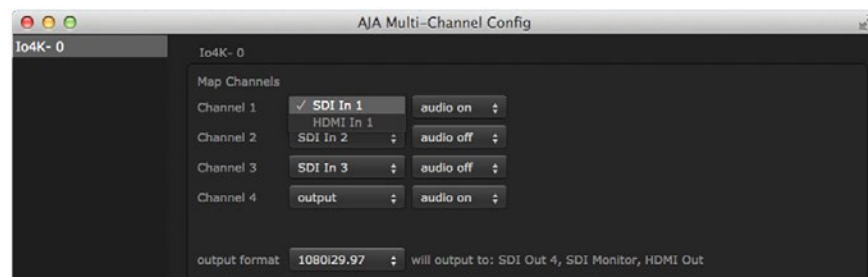 AJA Multi-Channel Config
Io4K- 0
Io4K- 0
Map Channels
Channel 1 ✓ SDI In 1 audio on
HDMI In 1
Channel 2 SDI In 2 audio off
Channel 3 SDI In 3 audio off
Channel 4 output audio on
output format 1080i29.97 will output to: SDI Out 4, SDI Monitor, HDMI Out